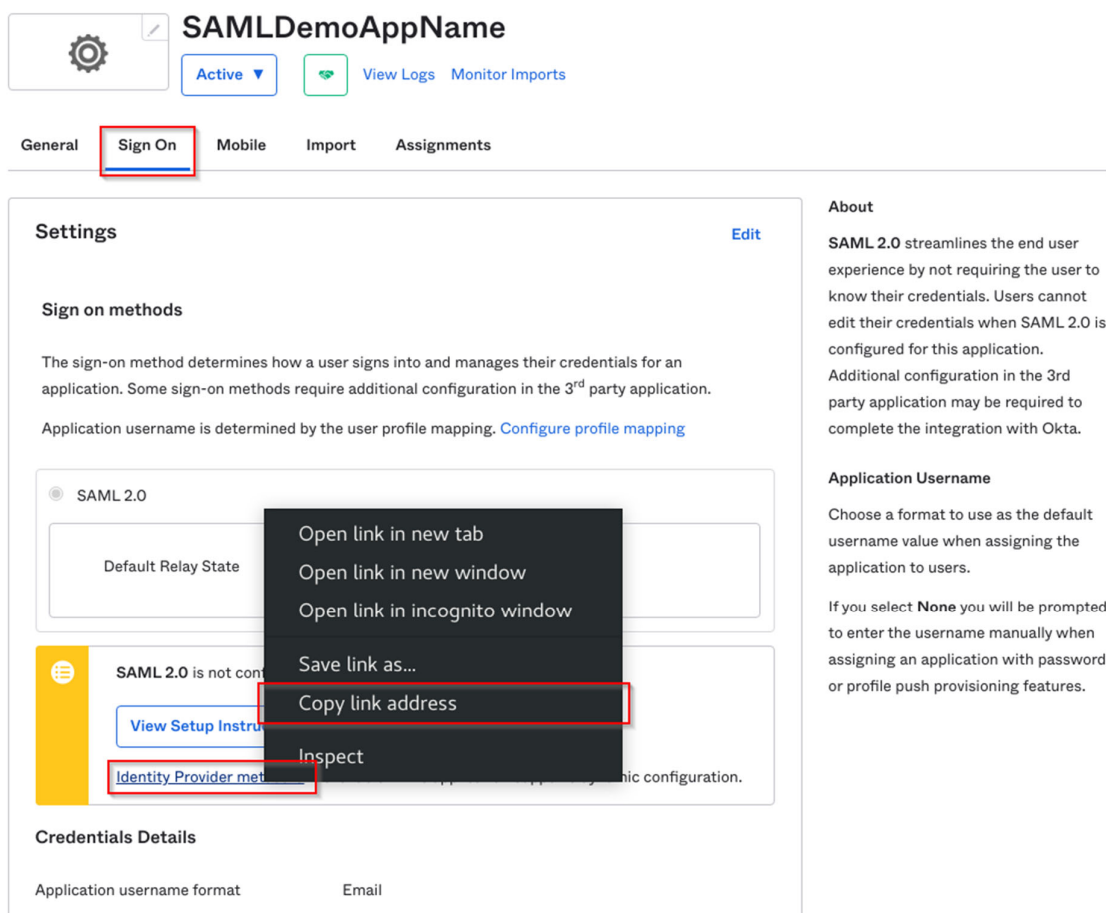 SAMLDemoAppName
Active ▼
View Logs
Monitor Imports
General
Sign On
Mobile
Import
Assignments
Settings
Edit
Sign on methods
The sign-on method determines how a user signs into and manages their credentials for an
application. Some sign-on methods require additional configuration in the 3rd party application.
Application username is determined by the user profile mapping. Configure profile mapping
SAML 2.0
Default Relay State
SAML 2.0 is not
View Setup
Identity Provider
nic configuration.
Open link in new tab
Open link in new window
Open link in incognito window
Save link as...
Copy link address
Inspect
Credentials Details
Application username format
Email
About
SAML 2.0 streamlines the end user
experience by not requiring the user to
know their credentials. Users cannot
edit their credentials when SAML 2.0 is
configured for this application.
Additional configuration in the 3rd
party application may be required to
complete the integration with Okta.
Application Username
Choose a format to use as the default
username value when assigning the
application to users.
If you select None you will be prompted
to enter the username manually when
assigning an application with password
or profile push provisioning features.